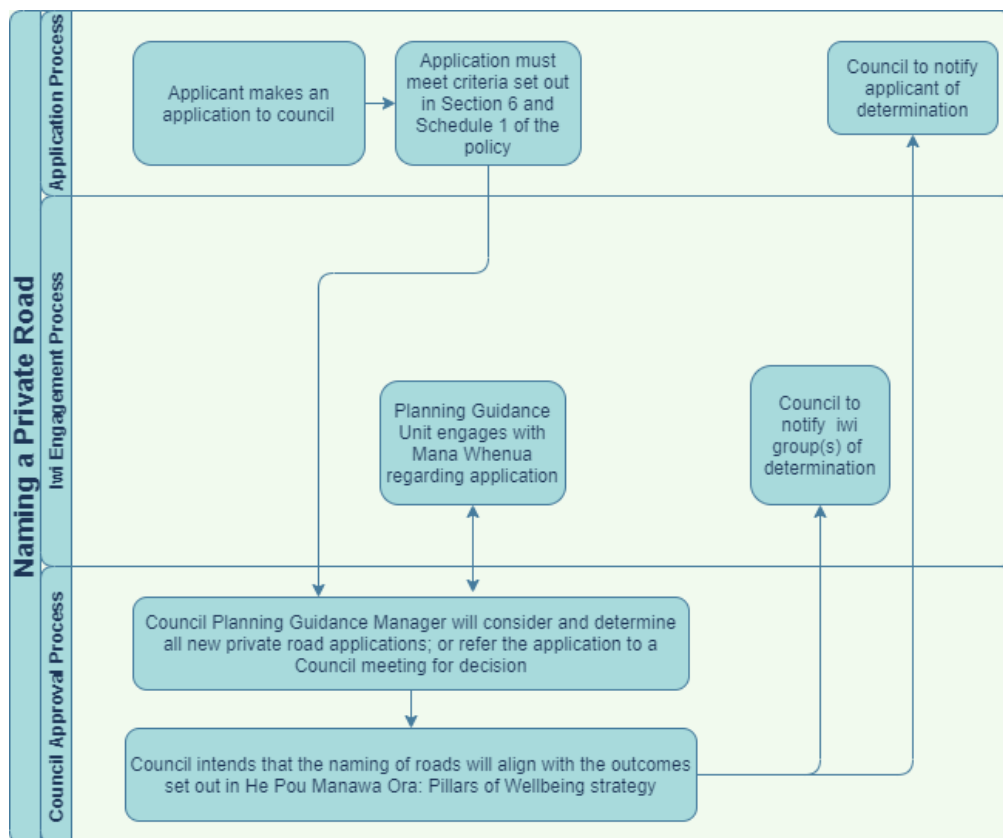 Naming a Private Road
Application Process
Applicant makes an
application to council
Application must
meet criteria set out
in Section 6 and
Schedule 1 of the
policy
Council to notify
applicant of
determination
Iwi Engagement Process
Planning Guidance
Unit engages with
Mana Whenua
regarding application
Council to
notify iwi
group(s) of
determination
Council Approval Process
Council Planning Guidance Manager will consider and determine
all new private road applications; or refer the application to a
Council meeting for decision
Council intends that the naming of roads will align with the outcomes
set out in He Pou Manawa Ora: Pillars of Wellbeing strategy